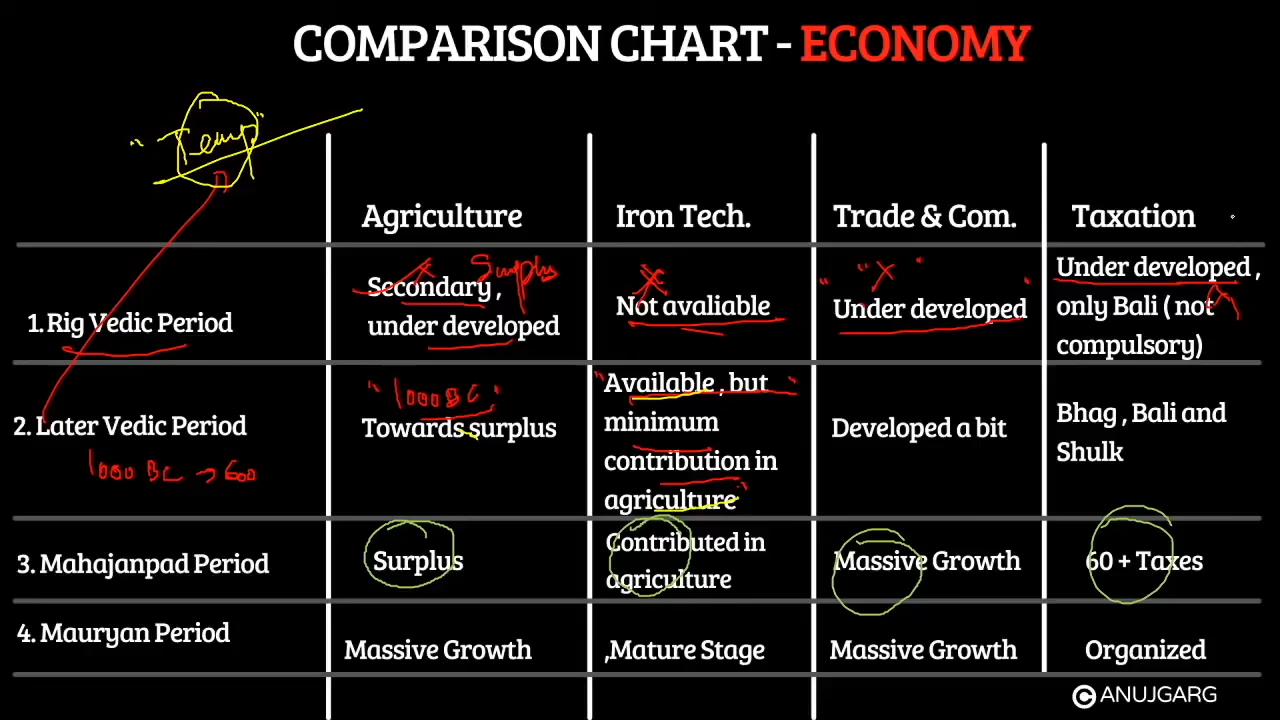 COMPARISON CHART - ECONOMY
"Temp"
Agriculture
Iron Tech.
Trade & Com.
Taxation
1. Rig Vedic Period
Surplus
Secondary ,
under developed
X
Not avaliable
" "X" "
Under developed
Under developed ,
only Bali ( not
compulsory)
2. Later Vedic Period
1000 BC → 600
"1000 BC"
Towards surplus
"Available , but "
minimum
contribution in
agriculture"
Developed a bit
Bhag , Bali and
Shulk
3. Mahajanpad Period
Surplus
Contributed in
agriculture
Massive Growth
60 + Taxes
4. Mauryan Period
Massive Growth
,Mature Stage
Massive Growth
Organized
© ANUJGARG